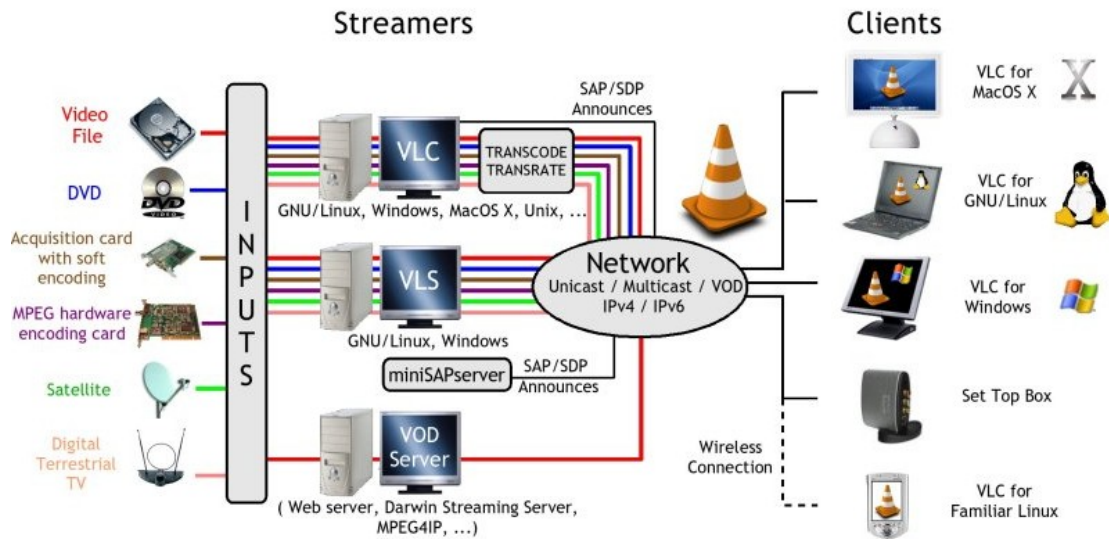 Streamers
Clients
Video
File
DVD
DVD
VIDEO
Acquisition card
with soft
encoding
MPEG hardware
encoding card
Satellite
Digital
Terrestrial
TV
INPUTS
VLC
TRANSCODE
TRANSRATE
SAP/SDP
Announces
GNU/Linux, Windows, MacOS X, Unix, ...
VLS
GNU/Linux, Windows
Network
Unicast / Multicast / VOD
IPv4 / IPv6
miniSAPserver
SAP/SDP
Announces
VOD
Server
( Web server, Darwin Streaming Server,
MPEG4IP, ...)
Wireless
Connection
VLC for
MacOS X
X
VLC for
GNU/Linux
VLC for
Windows
Set Top Box
VLC for
Familiar Linux